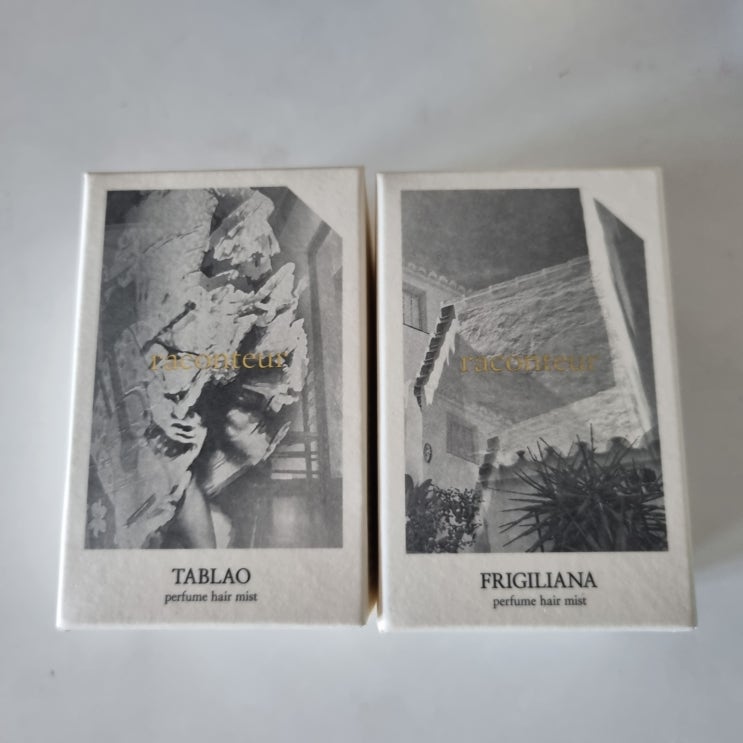 raconteur
TABLAO
perfume hair mist
raconteur
FRIGILIANA
perfume hair mist